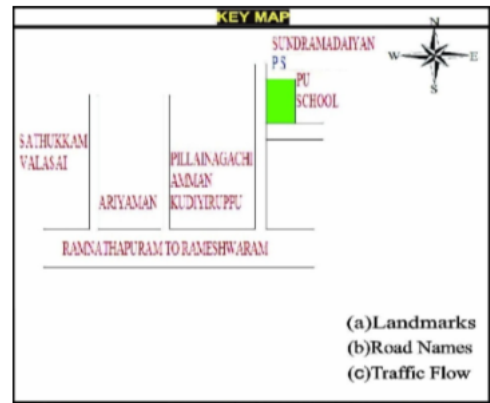 KEY MAP
N
SUNDRAMADAIYAN
P S
W
E
PU
SCHOOL
S
SATHUKKAM
VALASAI
PILLAINAGACHI
AMMAN
KUDIYIRUPPU
ARIYAMAN
RAMNATHAPURAM TO RAMESHWARAM
(a)Landmarks
(b)Road Names
(c)Traffic Flow